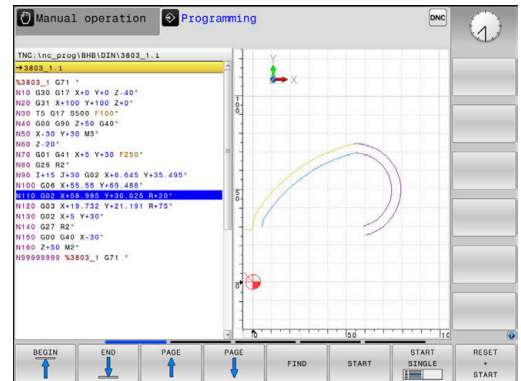 Manual operation
Programming
DNC
TNC:\nc_prog\BHB\DIN\3803_1.i
→3803_1.i
%3803_1 G71 *
N10 G30 G17 X+0 Y+0 Z-40*
N20 G31 X+100 Y+100 Z+0*
N30 T5 G17 S500 F100*
N40 G00 G90 Z+50 G40*
N50 X-30 Y+30 M3*
N60 Z-20*
N70 G01 G41 X+5 Y+30 F250*
N80 G26 R2*
N90 I+15 J+30 G02 X+6.645 Y+35.495*
N100 G06 X+55.55 Y+69.488*
N110 G02 X+58.995 Y+30.025 R+20*
N120 G03 X+19.732 Y+21.191 R+75*
N130 G02 X+5 Y+30*
N140 G27 R2*
N150 G00 G40 X-30*
N160 Z+50 M2*
N99999999 %3803_1 G71 *
Y
X
100
50
0
0
50
10
BEGIN
END
PAGE
PAGE
FIND
START
START SINGLE
RESET + START